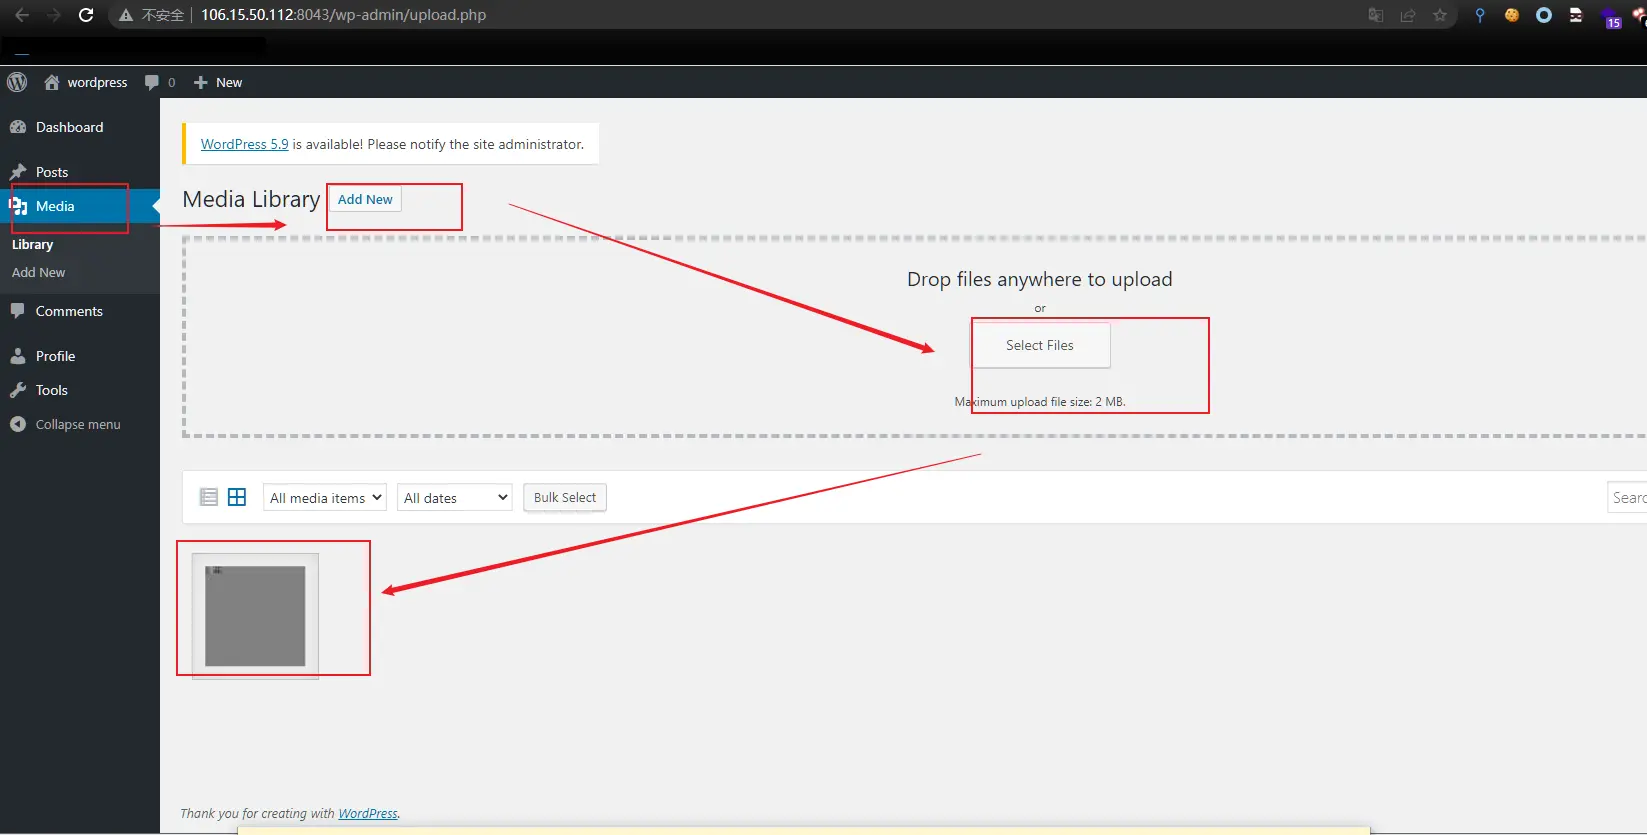 不安全 106.15.50.112:8043/wp-admin/upload.php
15
wordpress 0 New
Dashboard
Posts
Media
Library
Add New
Comments
Profile
Tools
Collapse menu
WordPress 5.9 is available! Please notify the site administrator.
Media Library Add New
Drop files anywhere to upload
or
Select Files
Maximum upload file size: 2 MB.
All media items All dates Bulk Select
Searc
Thank you for creating with WordPress.